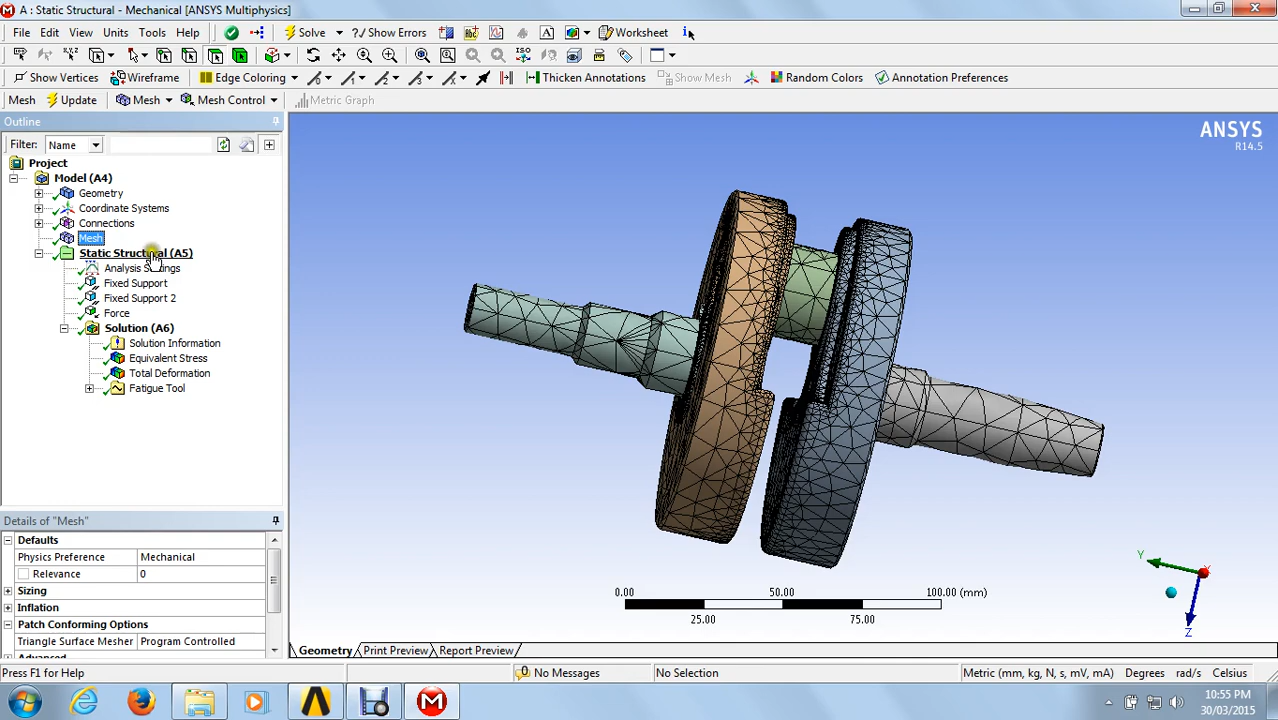 A : Static Structural - Mechanical [ANSYS Multiphysics]
File Edit View Units Tools Help Solve ?/ Show Errors Worksheet
Show Vertices Wireframe Edge Coloring Thicken Annotations Show Mesh Random Colors Annotation Preferences
Mesh Update Mesh Mesh Control Metric Graph
Outline
Filter: Name
Project
Model (A4)
Geometry
Coordinate Systems
Connections
Mesh
Static Structural (A5)
Analysis Settings
Fixed Support
Fixed Support 2
Force
Solution (A6)
Solution Information
Equivalent Stress
Total Deformation
Fatigue Tool
ANSYS
R14.5
Details of "Mesh"
Defaults
Physics Preference Mechanical
Relevance 0
Sizing
Inflation
Patch Conforming Options
Triangle Surface Mesher Program Controlled
Advanced
0.00 50.00 100.00 (mm)
25.00 75.00
Y
X
Z
Geometry Print Preview Report Preview
Press F1 for Help 0 No Messages No Selection Metric (mm, kg, N, s, mV, mA) Degrees rad/s Celsius
10:55 PM
30/03/2015